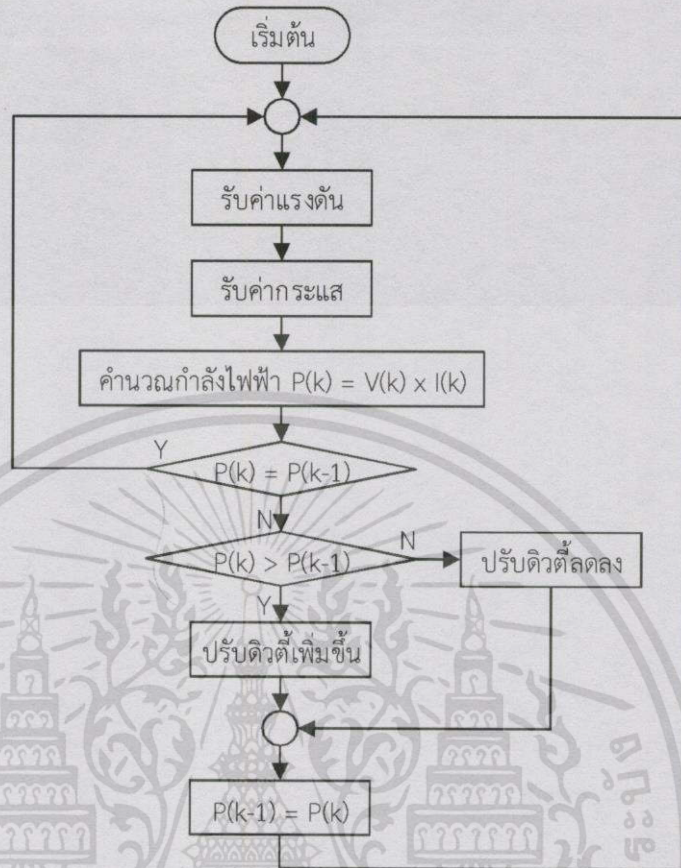 เริ่มต้น
รับค่าแรงดัน
รับค่ากระแส
คำนวณกำลังไฟฟ้า P(k) = V(k) x I(k)
Y
P(k) = P(k-1)
N
P(k) > P(k-1)
N
ปรับดิวตี้ลดลง
Y
ปรับดิวตี้เพิ่มขึ้น
P(k-1) = P(k)